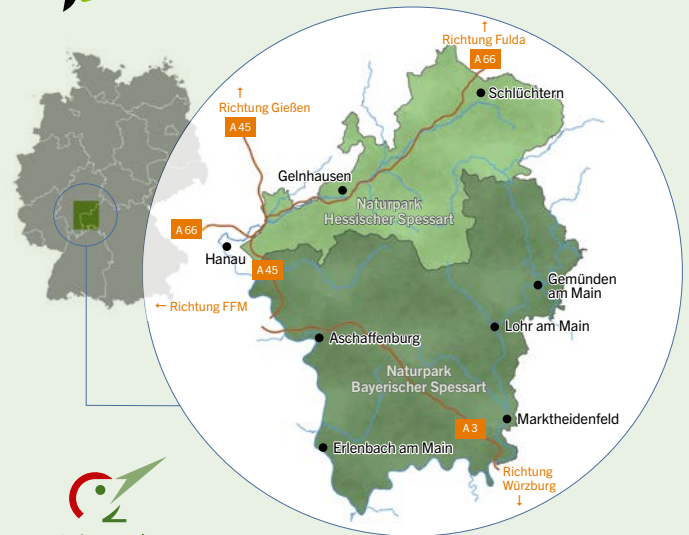 ↑
Richtung Fulda
A 66
Schlüchtern
↑
Richtung Gießen
A 45
Gelnhausen
Naturpark
Hessischer Spessart
A 66
Hanau
A 45
Gemünden
am Main
← Richtung FFM
Lohr am Main
Aschaffenburg
Naturpark
Bayerischer Spessart
Marktheidenfeld
A 3
Erlenbach am Main
Richtung
Würzburg
↓